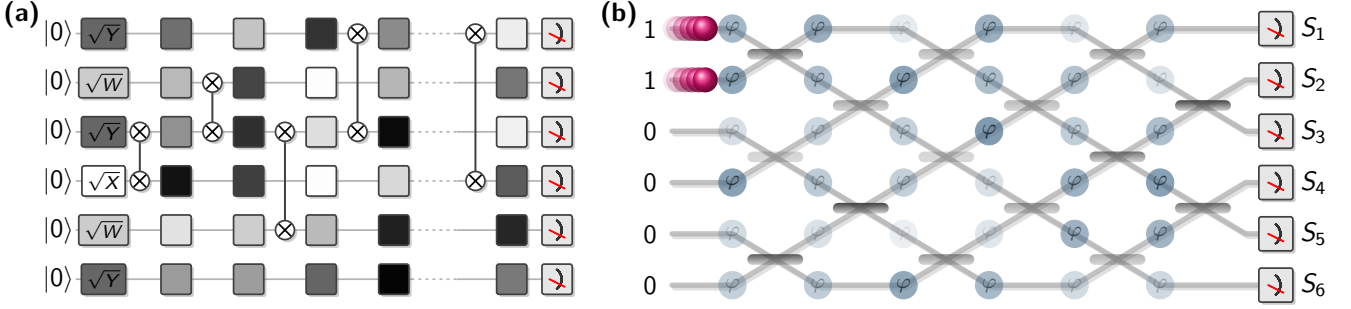 (a)
|0⟩ √Y
|0⟩ √W
|0⟩ √Y
|0⟩ √X
|0⟩ √W
|0⟩ √Y
(b)
1 φ φ φ φ φ φ S₁
1 φ φ φ φ φ φ S₂
0 φ φ φ φ φ φ S₃
0 φ φ φ φ φ φ S₄
0 φ φ φ φ φ φ S₅
0 φ φ φ φ φ φ S₆